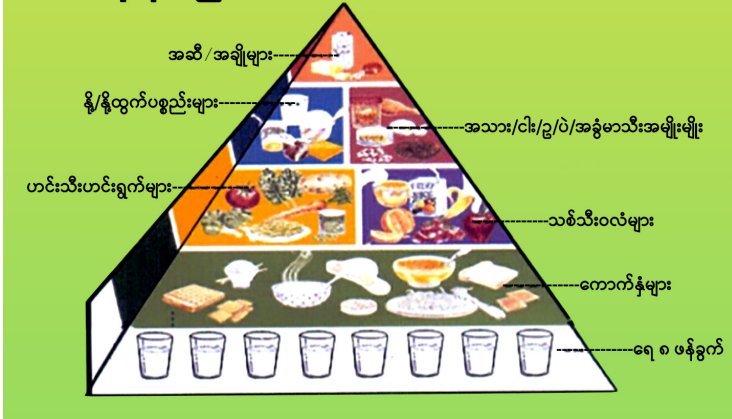 အဆီ/အချိုများ
နို့/နို့ထွက်ပစ္စည်းများ
အသား/ငါး/ဥ/ပဲ/အခွံမာသီးအမျိုးမျိုး
ဟင်းသီးဟင်းရွက်များ
သစ်သီးဝလံများ
ကောက်နှံများ
ရေ ၈ ဖန်ခွက်